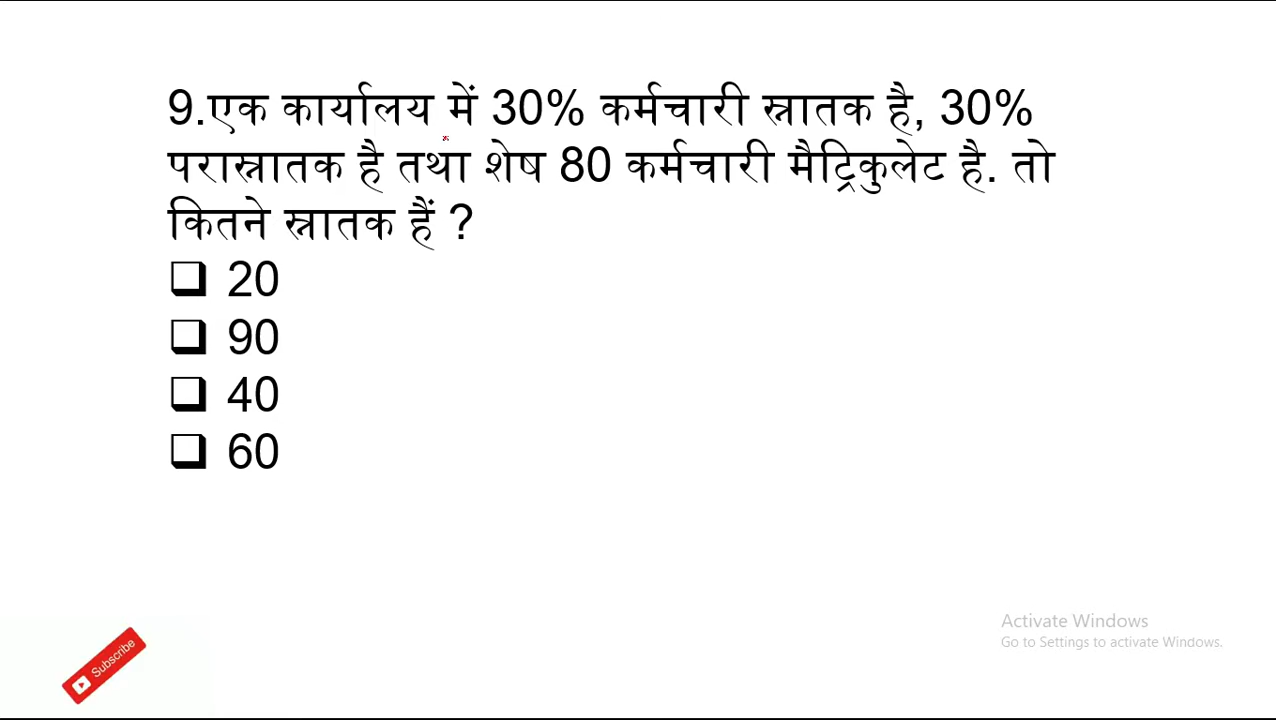 9.एक कार्यालय में 30% कर्मचारी स्नातक है, 30%
परास्नातक है तथा शेष 80 कर्मचारी मैट्रिकुलेट है. तो
कितने स्नातक हैं ?
❑ 20
❑ 90
❑ 40
❑ 60
Activate Windows
Go to Settings to activate Windows.
Subscribe